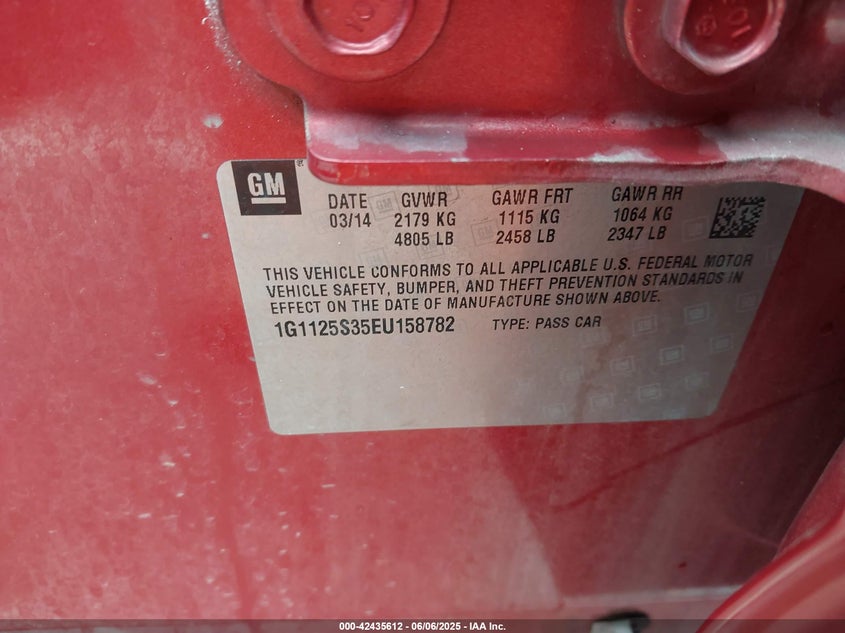 GM
DATE GVWR GAWR FRT GAWR RR
03/14 2179 KG 1115 KG 1064 KG
4805 LB 2458 LB 2347 LB
THIS VEHICLE CONFORMS TO ALL APPLICABLE U.S. FEDERAL MOTOR
VEHICLE SAFETY, BUMPER, AND THEFT PREVENTION STANDARDS IN
EFFECT ON THE DATE OF MANUFACTURE SHOWN ABOVE.
1G1125S35EU158782 TYPE: PASS CAR
000-42435612 - 06/06/2025 - IAA Inc.